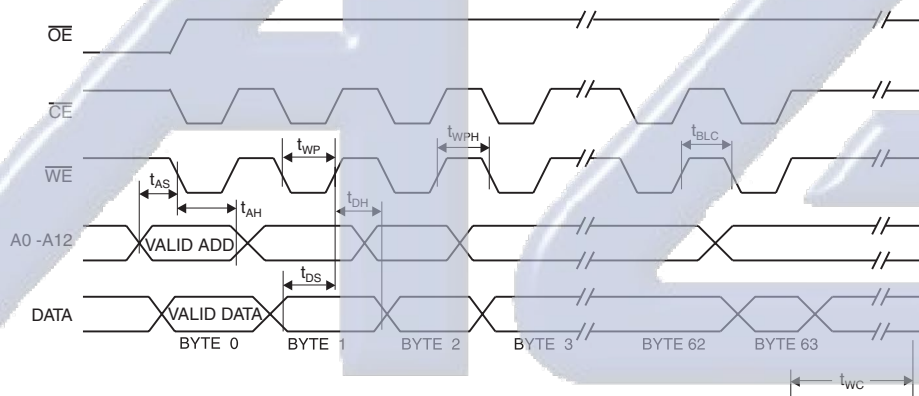 OE
CE
tWP
tWPH
tBLC
WE
tAS
tDH
tAH
A0 -A12
VALID ADD
tDS
DATA
VALID DATA
BYTE 0 BYTE 1 BYTE 2 BYTE 3 BYTE 62 BYTE 63
tWC